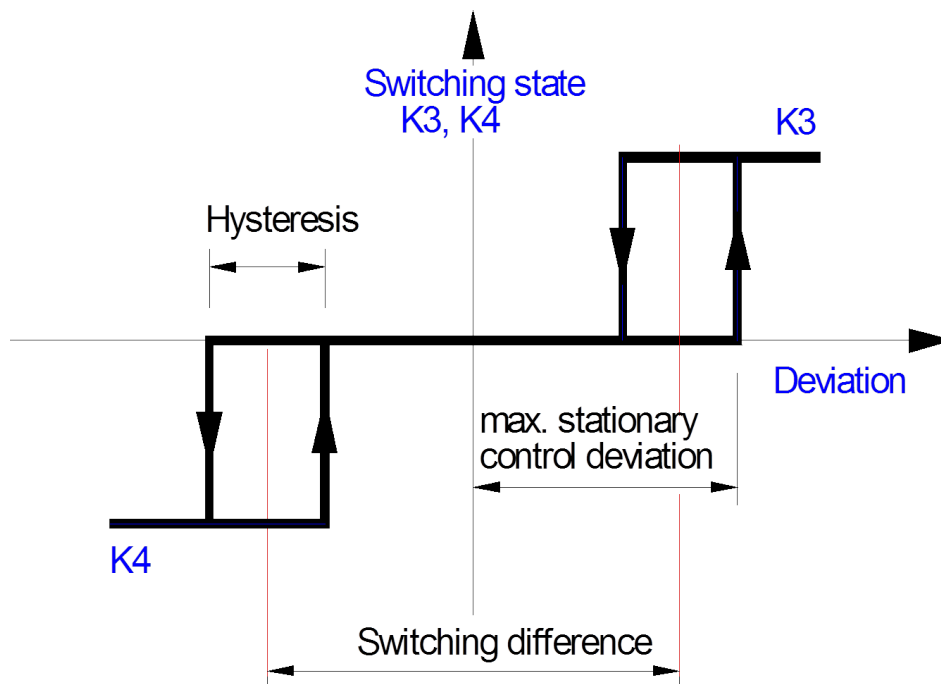 Switching state
K3, K4
K3
Hysteresis
Deviation
max. stationary
control deviation
K4
Switching difference